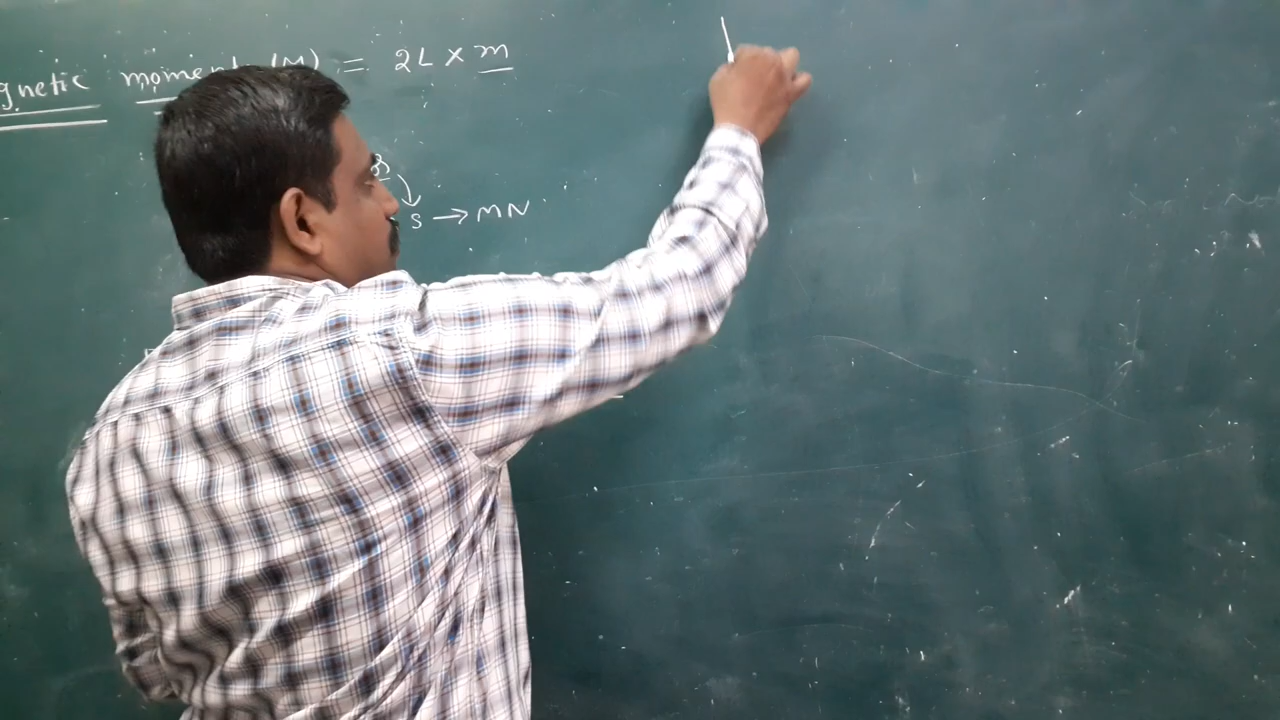 gnetic moment (M) = 2L × m
S → MN